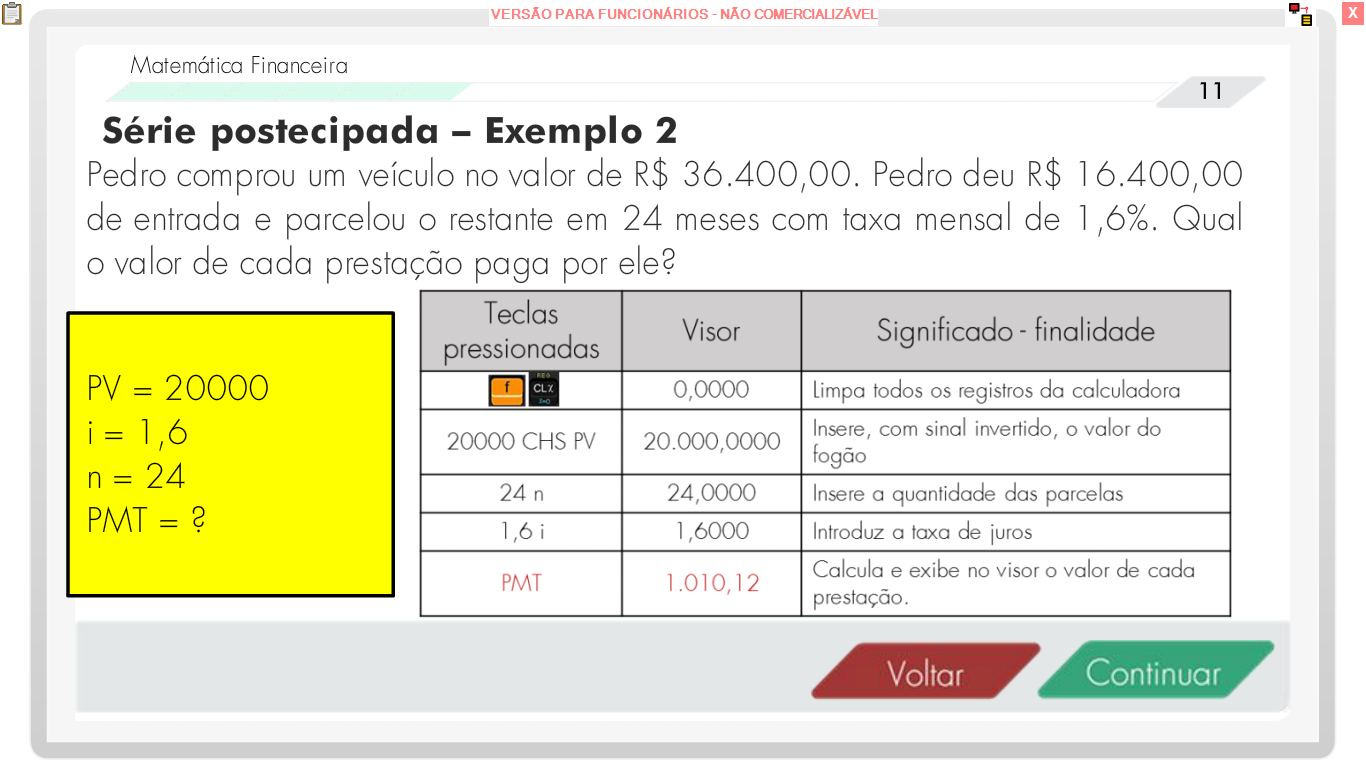 VERSÃO PARA FUNCIONÁRIOS - NÃO COMERCIALIZÁVEL
X
Matemática Financeira
11
Série postecipada – Exemplo 2
Pedro comprou um veículo no valor de R$ 36.400,00. Pedro deu R$ 16.400,00
de entrada e parcelou o restante em 24 meses com taxa mensal de 1,6%. Qual
o valor de cada prestação paga por ele?
PV = 20000
i = 1,6
n = 24
PMT = ?
Teclas
pressionadas
Visor
Significado - finalidade
f
REG
CLX
X=0
0,0000
Limpa todos os registros da calculadora
20000 CHS PV
20.000,0000
Insere, com sinal invertido, o valor do
fogão
24 n
24,0000
Insere a quantidade das parcelas
1,6 i
1,6000
Introduz a taxa de juros
PMT
1.010,12
Calcula e exibe no visor o valor de cada
prestação.
Voltar
Continuar